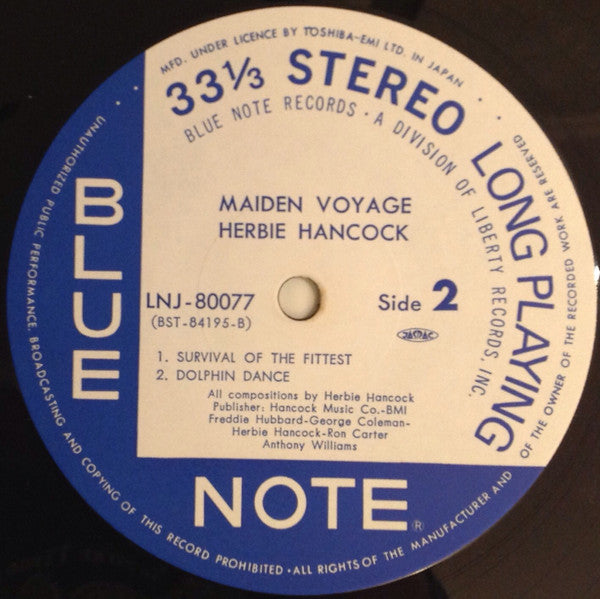 MFD. UNDER LICENCE BY TOSHIBA-EMI LTD. IN JAPAN
33⅓ STEREO LONG PLAYING
BLUE NOTE RECORDS · A DIVISION OF LIBERTY RECORDS, INC.
MAIDEN VOYAGE
HERBIE HANCOCK
LNJ-80077 Side 2
(BST-84195-B)
JASRAC
1. SURVIVAL OF THE FITTEST
2. DOLPHIN DANCE
All compositions by Herbie Hancock
Publisher: Hancock Music Co.-BMI
Freddie Hubbard-George Coleman-
Herbie Hancock-Ron Carter
Anthony Williams
BLUE
NOTE®
UNAUTHORIZED PUBLIC PERFORMANCE, BROADCASTING AND COPYING OF THIS RECORD PROHIBITED · ALL RIGHTS OF THE MANUFACTURER AND OF THE OWNER OF THE RECORDED WORK ARE RESERVED